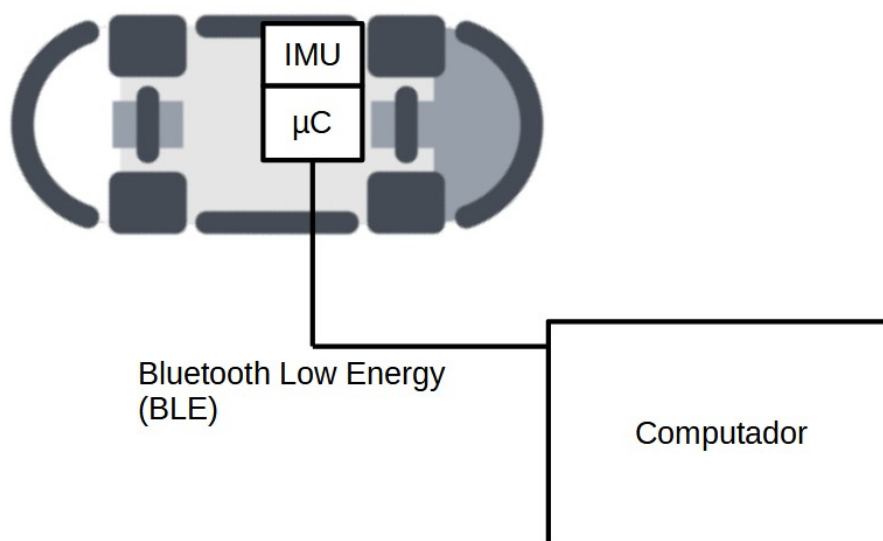 IMU
µC
Bluetooth Low Energy
(BLE)
Computador